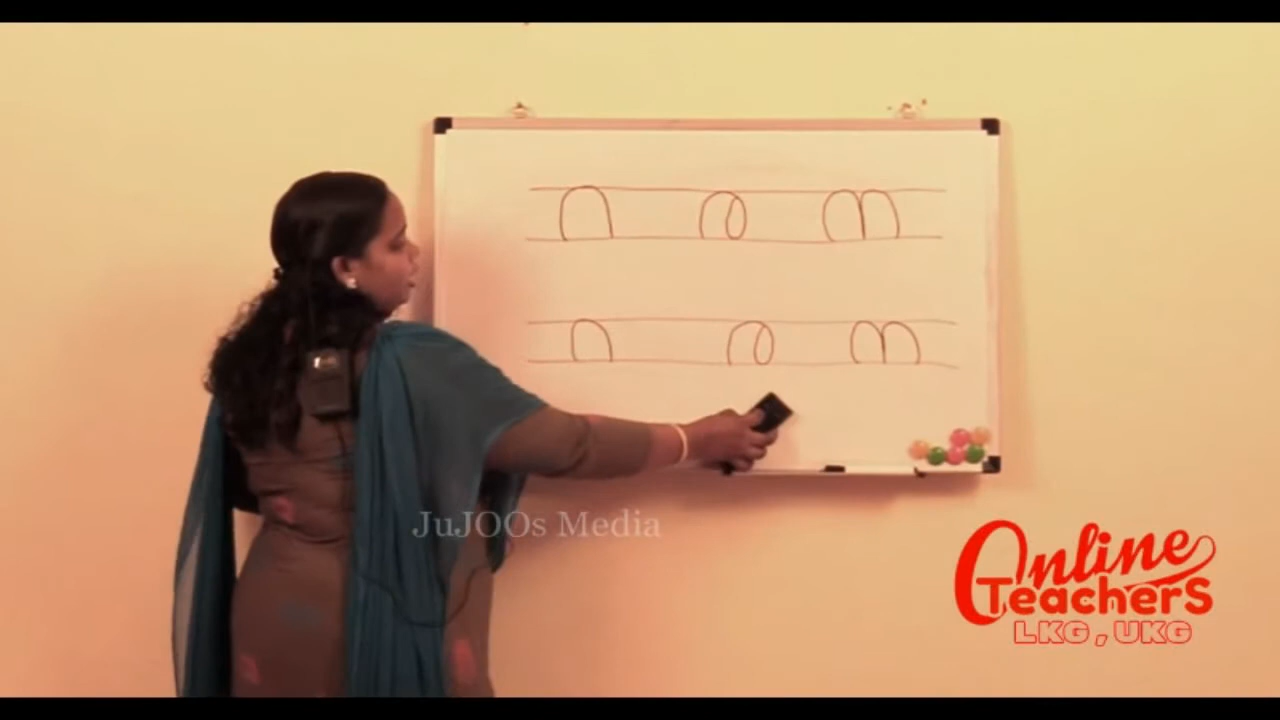 റ ത ന
റ ത ന
JuJOOs Media
Online
TeacherS
LKG , UKG